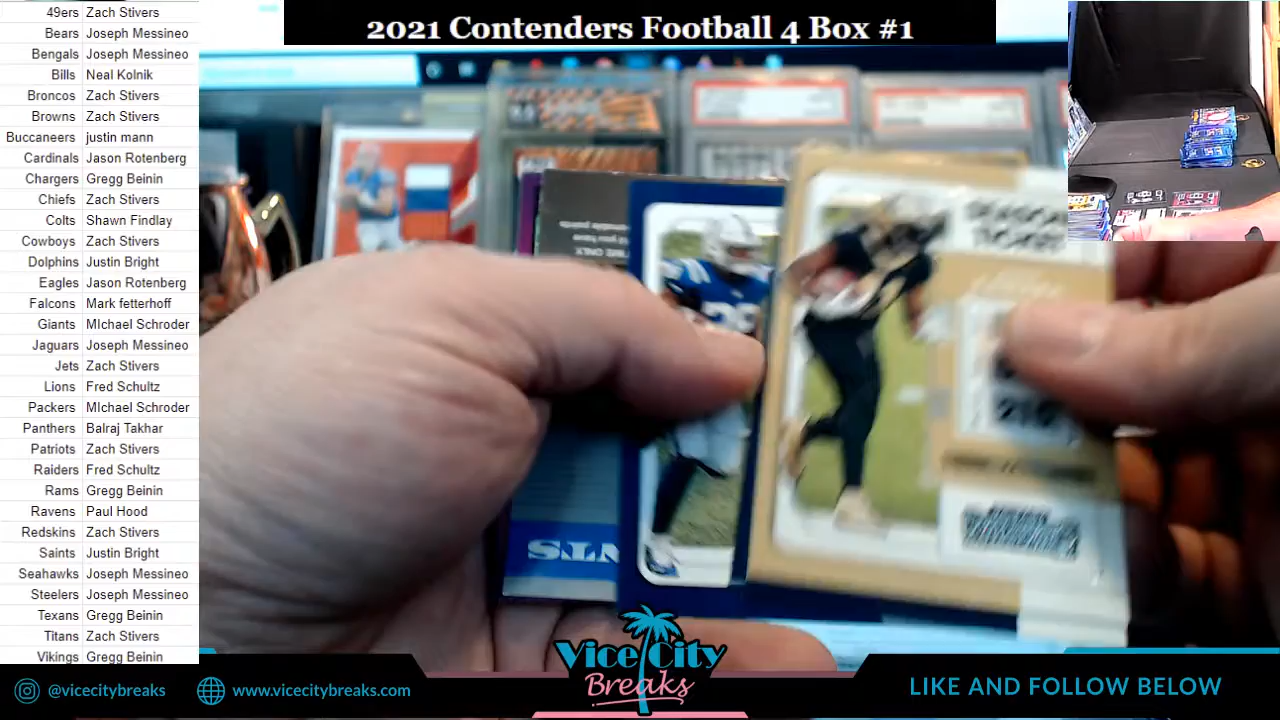 2021 Contenders Football 4 Box #1
49ers Zach Stivers
Bears Joseph Messineo
Bengals Joseph Messineo
Bills Neal Kolnik
Broncos Zach Stivers
Browns Zach Stivers
Buccaneers justin mann
Cardinals Jason Rotenberg
Chargers Gregg Beinin
Chiefs Zach Stivers
Colts Shawn Findlay
Cowboys Zach Stivers
Dolphins Justin Bright
Eagles Jason Rotenberg
Falcons Mark fetterhoff
Giants MIchael Schroder
Jaguars Joseph Messineo
Jets Zach Stivers
Lions Fred Schultz
Packers MIchael Schroder
Panthers Balraj Takhar
Patriots Zach Stivers
Raiders Fred Schultz
Rams Gregg Beinin
Ravens Paul Hood
Redskins Zach Stivers
Saints Justin Bright
Seahawks Joseph Messineo
Steelers Joseph Messineo
Texans Gregg Beinin
Titans Zach Stivers
Vikings Gregg Beinin
SEASON
TICKET
@vicecitybreaks
www.vicecitybreaks.com
Vice City
Breaks
LIKE AND FOLLOW BELOW